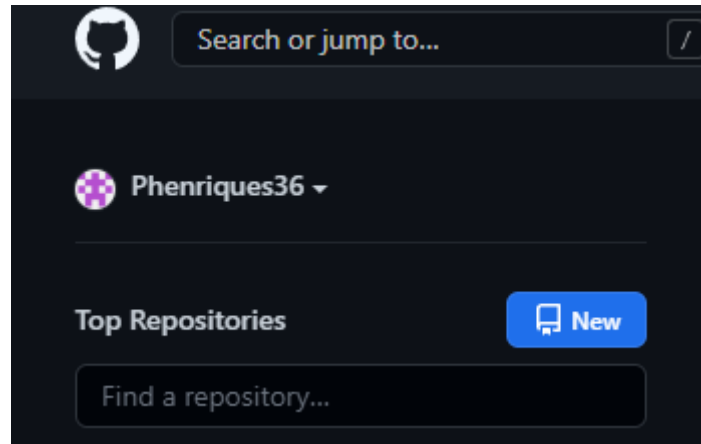 Search or jump to... /
Phenriques36
Top Repositories New
Find a repository...